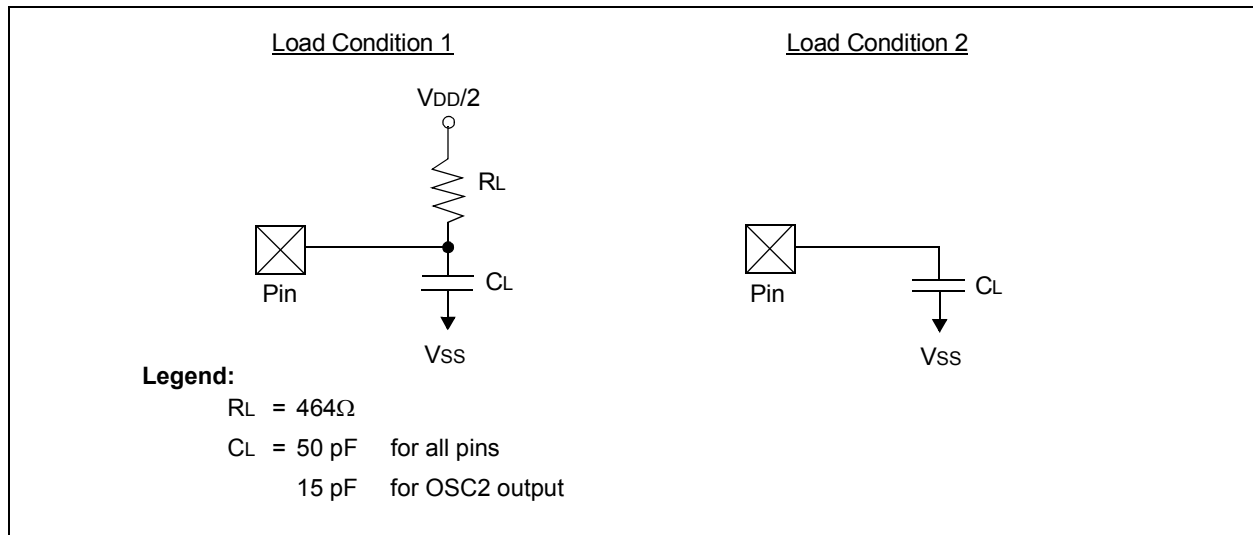 Load Condition 1
VDD/2
RL
Pin
CL
VSS
Load Condition 2
Pin
CL
VSS
Legend:
RL = 464Ω
CL = 50 pF for all pins
15 pF for OSC2 output